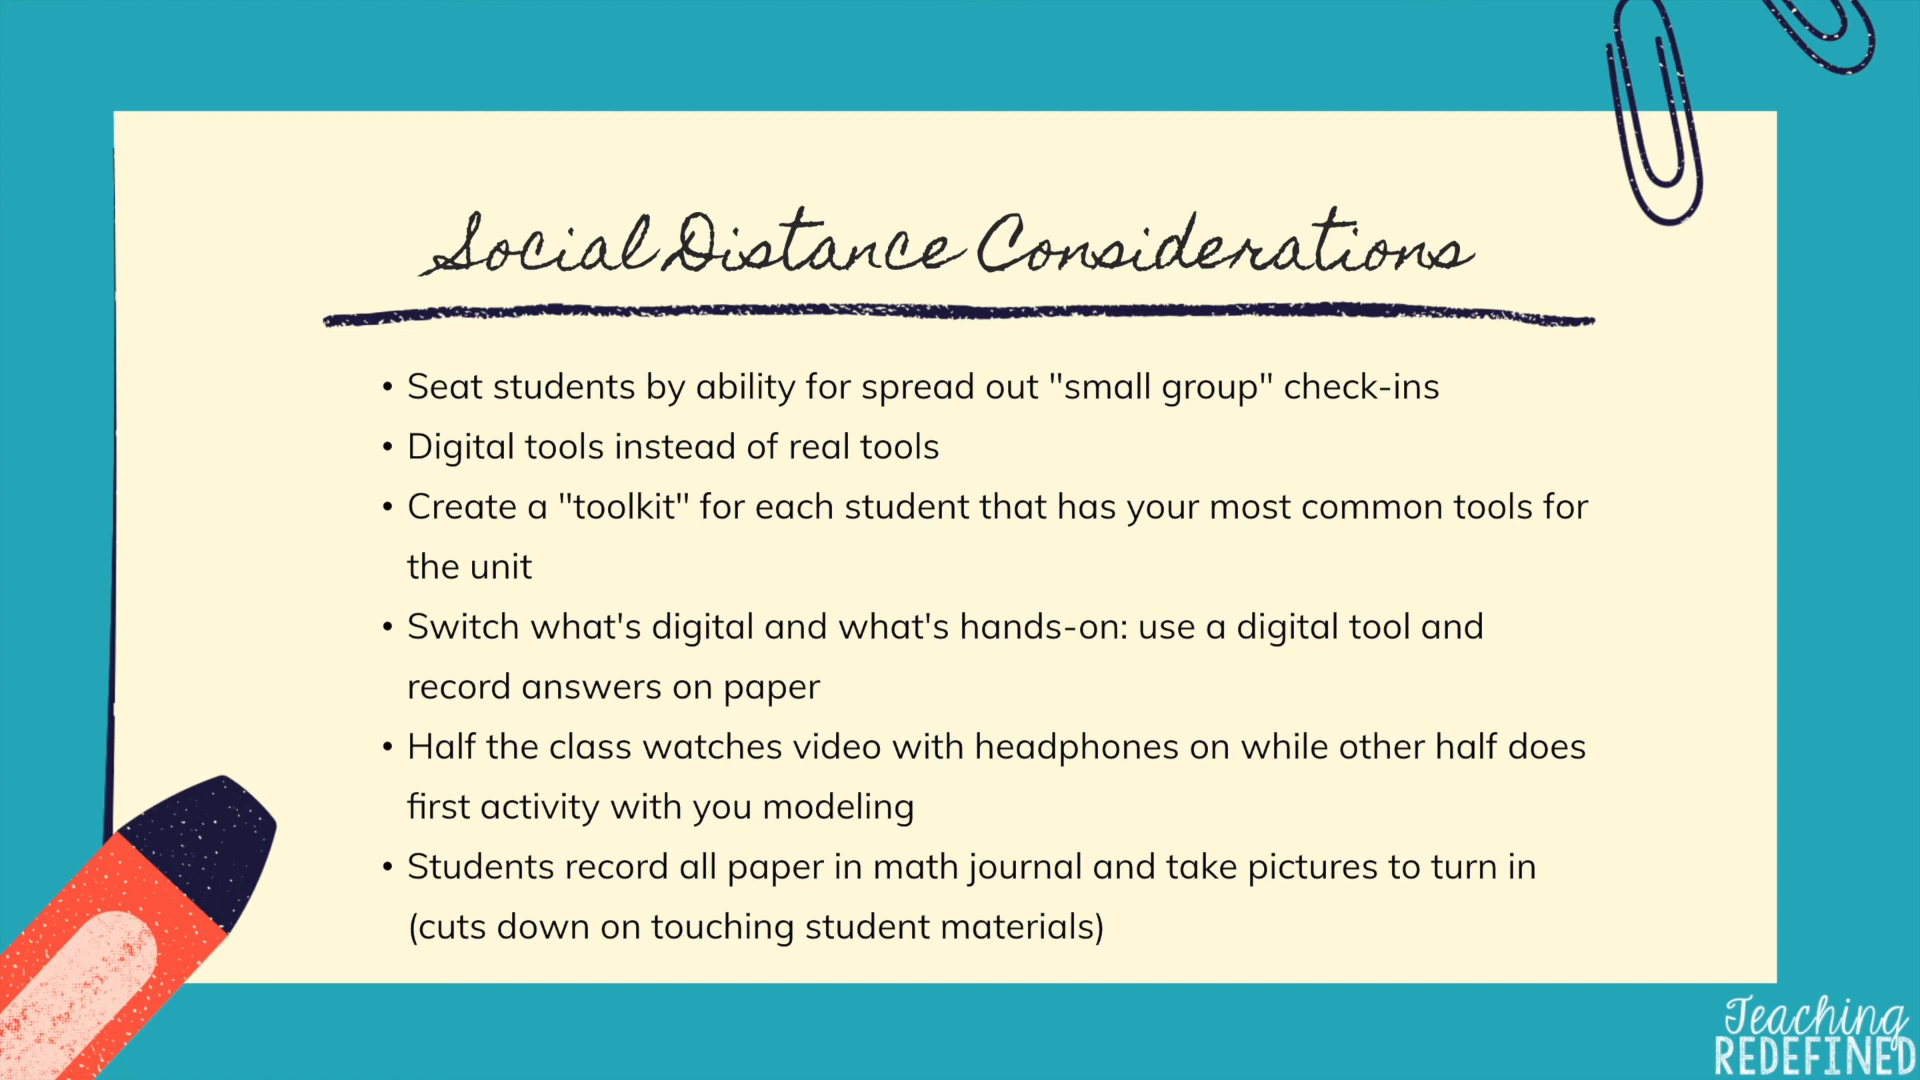 Social Distance Considerations
• Seat students by ability for spread out "small group" check-ins
• Digital tools instead of real tools
• Create a "toolkit" for each student that has your most common tools for
the unit
• Switch what's digital and what's hands-on: use a digital tool and
record answers on paper
• Half the class watches video with headphones on while other half does
first activity with you modeling
• Students record all paper in math journal and take pictures to turn in
(cuts down on touching student materials)
Teaching
REDEFINED